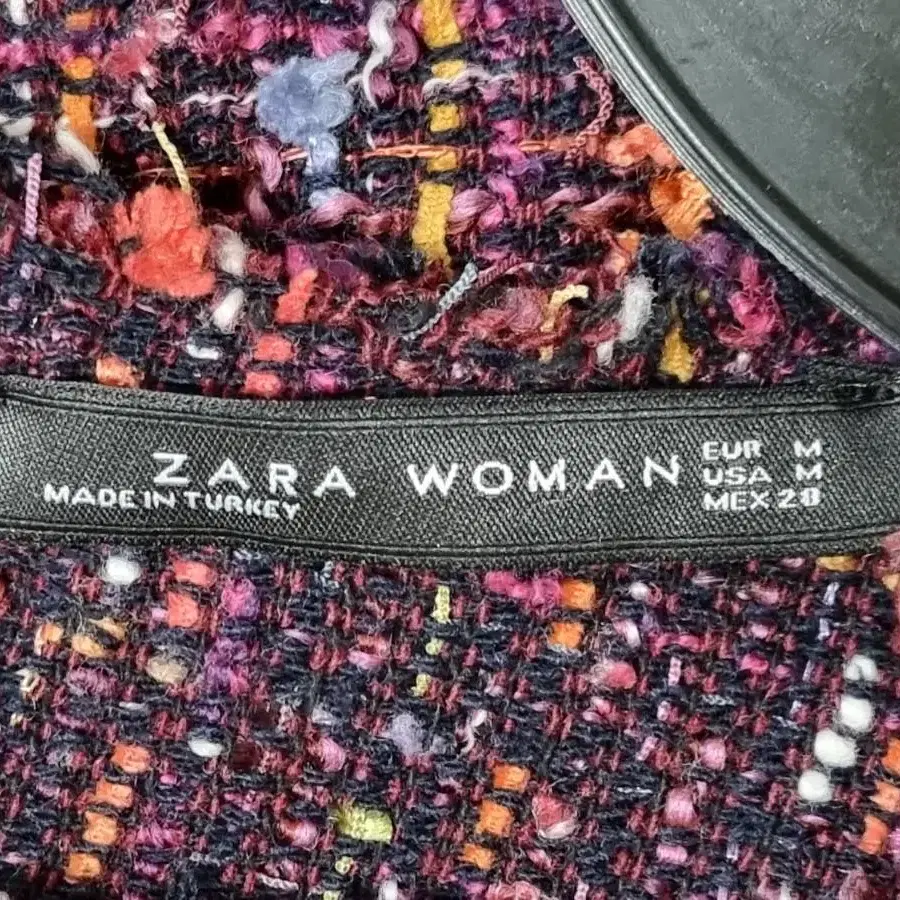 ZARA WOMAN
MADE IN TURKEY
EUR M
USA M
MEX 28